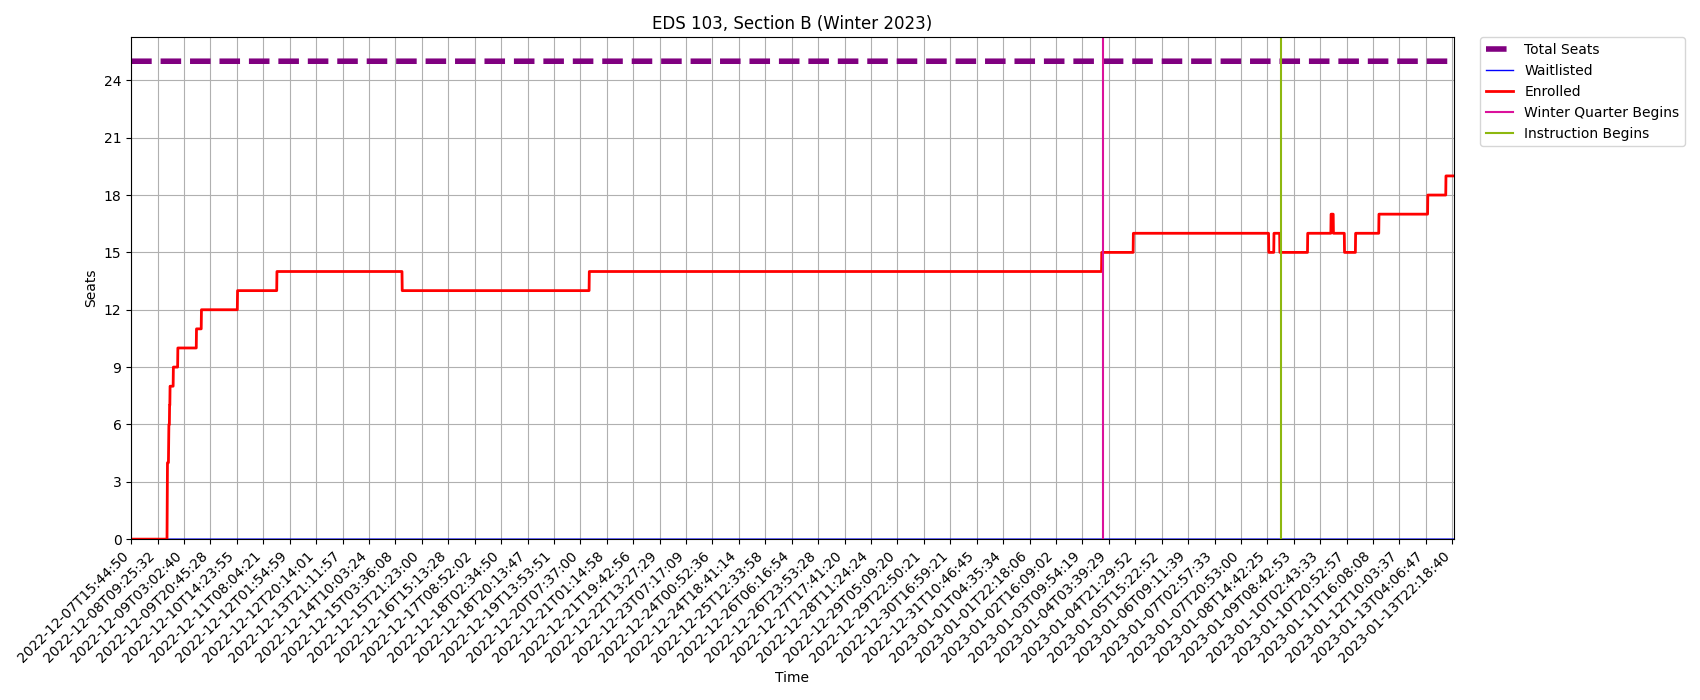 EDS 103, Section B (Winter 2023)
Total Seats
Waitlisted
Enrolled
Winter Quarter Begins
Instruction Begins
Seats
24
21
18
15
12
9
6
3
0
2022-12-07T15:44:50
2022-12-08T09:25:32
2022-12-09T03:02:40
2022-12-09T20:45:28
2022-12-10T14:23:55
2022-12-11T08:04:21
2022-12-12T01:54:59
2022-12-12T20:14:01
2022-12-13T21:11:57
2022-12-14T10:03:24
2022-12-15T03:36:08
2022-12-15T21:23:00
2022-12-16T15:13:28
2022-12-17T08:52:02
2022-12-18T02:34:50
2022-12-18T20:13:47
2022-12-19T13:53:51
2022-12-20T07:37:00
2022-12-21T01:14:58
2022-12-21T19:42:56
2022-12-22T13:27:29
2022-12-23T07:17:09
2022-12-24T00:52:36
2022-12-24T18:41:14
2022-12-25T12:33:58
2022-12-26T06:16:54
2022-12-26T23:53:28
2022-12-27T17:41:20
2022-12-28T11:24:24
2022-12-29T05:09:20
2022-12-29T22:50:21
2022-12-30T16:59:21
2022-12-31T10:46:45
2023-01-01T04:35:34
2023-01-01T22:18:06
2023-01-02T16:09:02
2023-01-03T09:54:19
2023-01-04T03:39:29
2023-01-04T21:29:52
2023-01-05T15:22:52
2023-01-06T09:11:39
2023-01-07T02:57:33
2023-01-07T20:53:00
2023-01-08T14:42:25
2023-01-09T08:42:53
2023-01-10T02:43:33
2023-01-10T20:52:57
2023-01-11T16:08:08
2023-01-12T10:03:37
2023-01-13T04:06:47
2023-01-13T22:18:40
Time